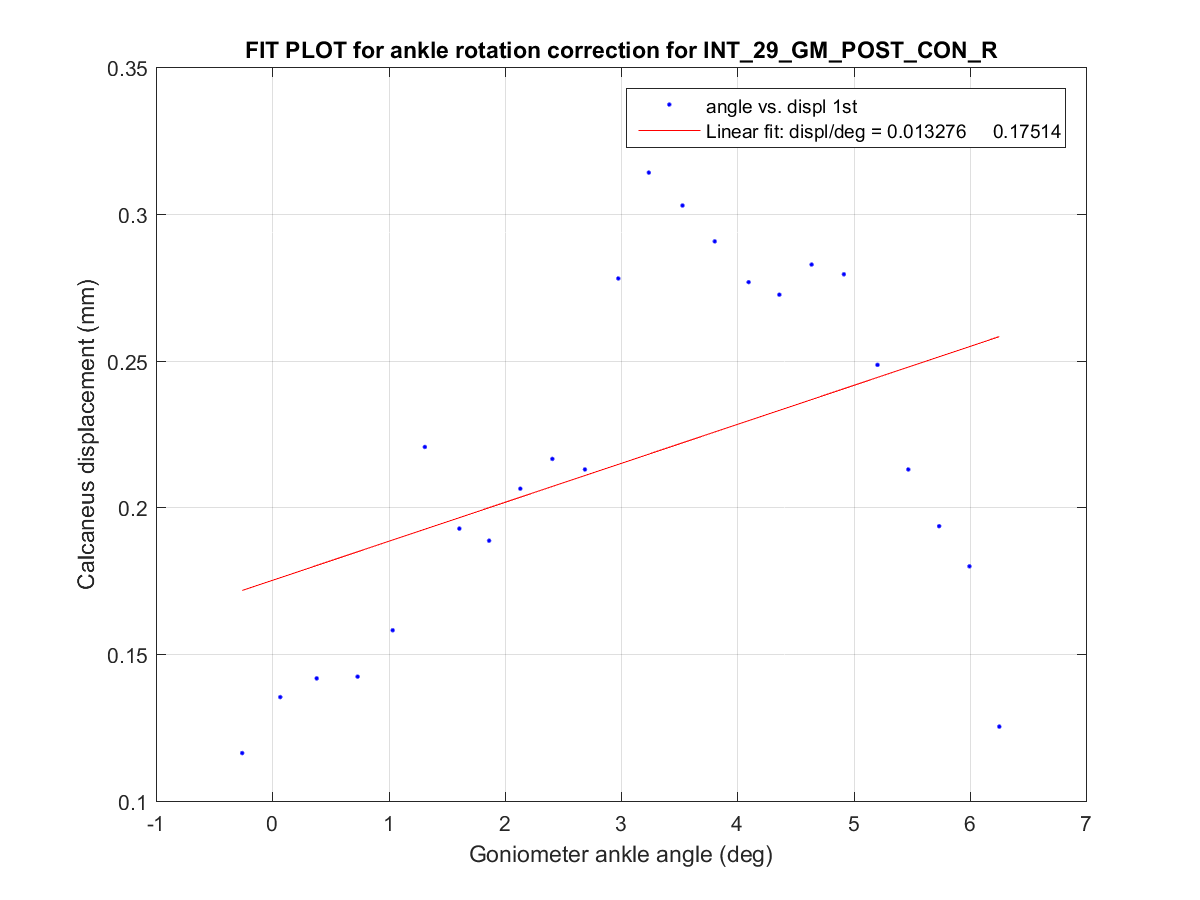 FIT PLOT for ankle rotation correction for INT_29_GM_POST_CON_R
angle vs. displ 1st
Linear fit: displ/deg = 0.013276 0.17514
0.35
0.3
0.25
0.2
0.15
0.1
Calcaneus displacement (mm)
-1 0 1 2 3 4 5 6 7
Goniometer ankle angle (deg)